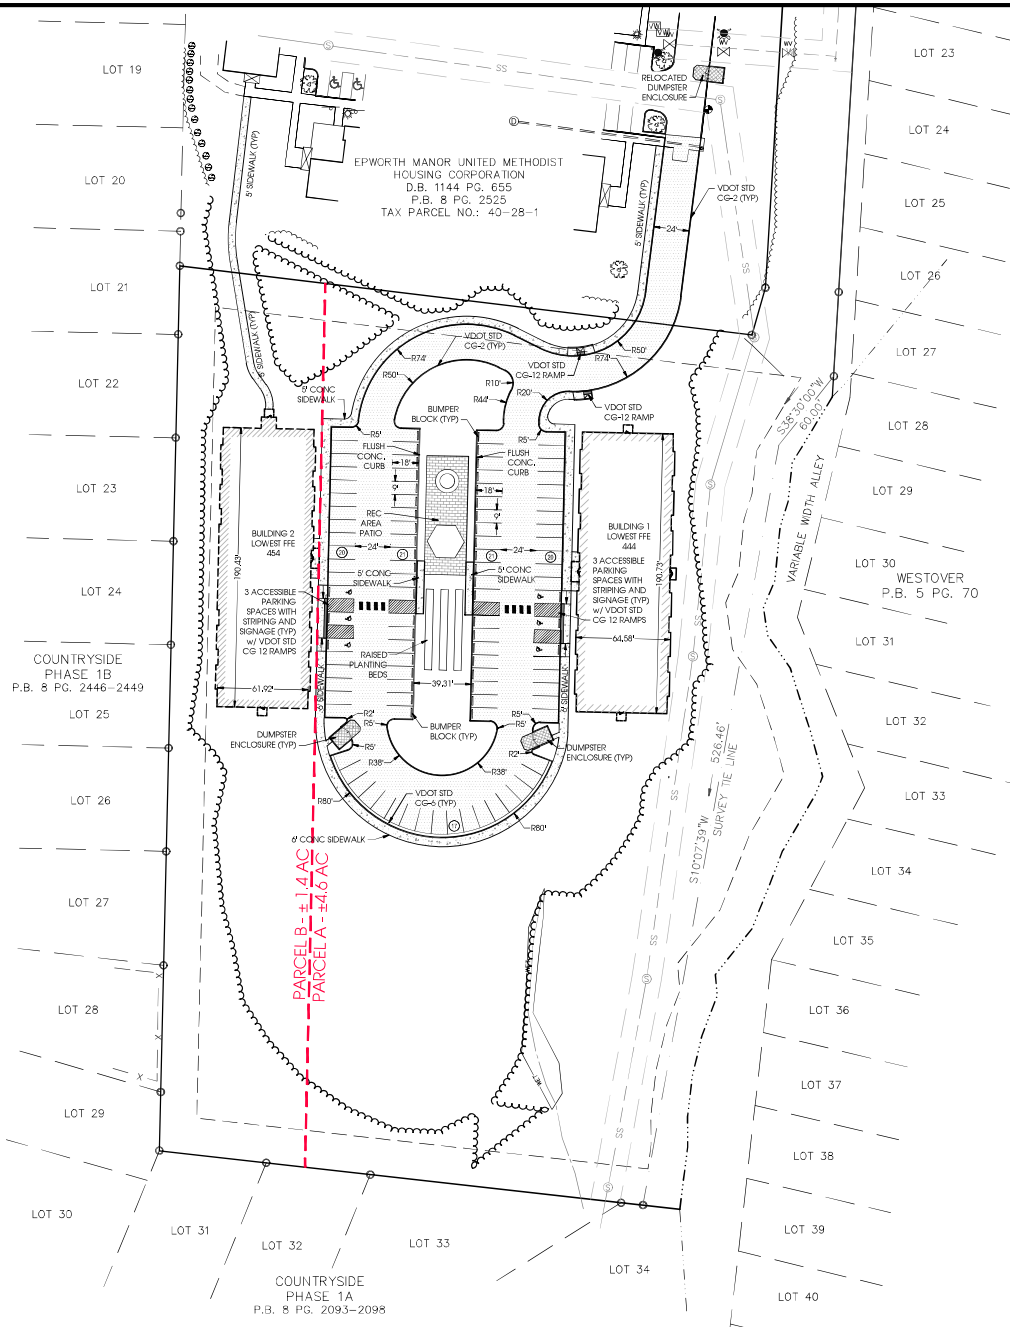 LOT 19
LOT 20
LOT 21
LOT 22
LOT 23
LOT 24
COUNTRYSIDE
PHASE 1B
P.B. 8 PG. 2446-2449
LOT 25
LOT 26
LOT 27
LOT 28
LOT 29
LOT 30
LOT 31
LOT 32
LOT 33
LOT 34
COUNTRYSIDE
PHASE 1A
P.B. 8 PG. 2093-2098
LOT 23
LOT 24
LOT 25
LOT 26
LOT 27
LOT 28
LOT 29
LOT 30
WESTOVER
P.B. 5 PG. 70
LOT 31
LOT 32
LOT 33
LOT 34
LOT 35
LOT 36
LOT 37
LOT 38
LOT 39
LOT 40
RELOCATED
DUMPSTER
ENCLOSURE
EPWORTH MANOR UNITED METHODIST
HOUSING CORPORATION
D.B. 1144 PG. 655
P.B. 8 PG. 2525
TAX PARCEL NO.: 40-28-1
5' SIDEWALK (TYP)
5' SIDEWALK (TYP)
5' SIDEWALK (TYP)
VDOT STD
CG-2 (TYP)
24'
VDOT STD
CG-2 (TYP)
R74'
R50'
VDOT STD
CG-12 RAMP
R50'
R74'
R10'
R44'
R20'
5' CONC
SIDEWALK
BUMPER
BLOCK (TYP)
VDOT STD
CG-12 RAMP
R5'
R5'
FLUSH
CONC.
CURB
FLUSH
CONC.
CURB
18'
18'
9'
9'
REC
AREA
PATIO
20
24'
21
21
24'
20
5' CONC
SIDEWALK
5' CONC
SIDEWALK
BUILDING 2
LOWEST FFE
454
190.43'
3 ACCESSIBLE
PARKING
SPACES WITH
STRIPING AND
SIGNAGE (TYP)
w/ VDOT STD
CG 12 RAMPS
61.92'
BUILDING 1
LOWEST FFE
444
190.73'
3 ACCESSIBLE
PARKING
SPACES WITH
STRIPING AND
SIGNAGE (TYP)
w/ VDOT STD
CG 12 RAMPS
64.58'
RAISED
PLANTING
BEDS
39.31'
6' SIDEWALK
6' SIDEWALK
R2'
R5'
R5'
BUMPER
BLOCK (TYP)
R5'
R5'
R2'
DUMPSTER
ENCLOSURE (TYP)
DUMPSTER
ENCLOSURE (TYP)
R38'
R38'
VDOT STD
CG-6 (TYP)
R80'
R80'
17
6' CONC SIDEWALK
PARCEL B - ± 1.4 AC
PARCEL A - ±4.6 AC
S38°30'00"W
60.00'
VARIABLE WIDTH ALLEY
S10°07'39"W 526.46'
SURVEY TIE LINE
SS
SS
SS
SS
SS
SS
SS
WV
WV
D
X
X
X